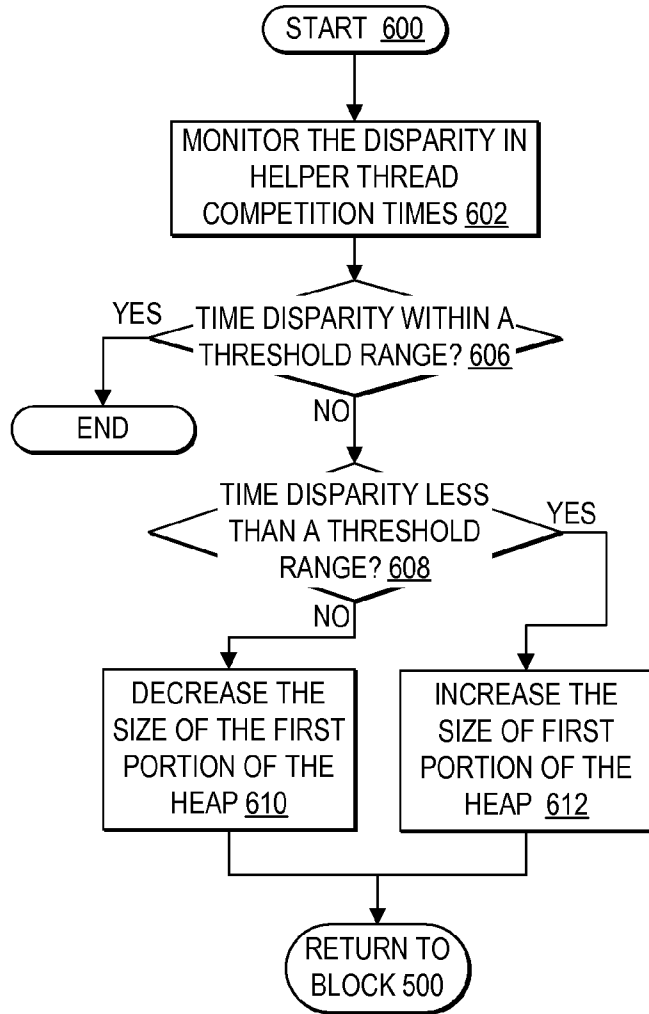 START 600
MONITOR THE DISPARITY IN
HELPER THREAD
COMPETITION TIMES 602
YES
TIME DISPARITY WITHIN A
THRESHOLD RANGE? 606
END
NO
TIME DISPARITY LESS
THAN A THRESHOLD
RANGE? 608
YES
NO
DECREASE THE
SIZE OF THE FIRST
PORTION OF THE
HEAP 610
INCREASE THE
SIZE OF FIRST
PORTION OF THE
HEAP 612
RETURN TO
BLOCK 500